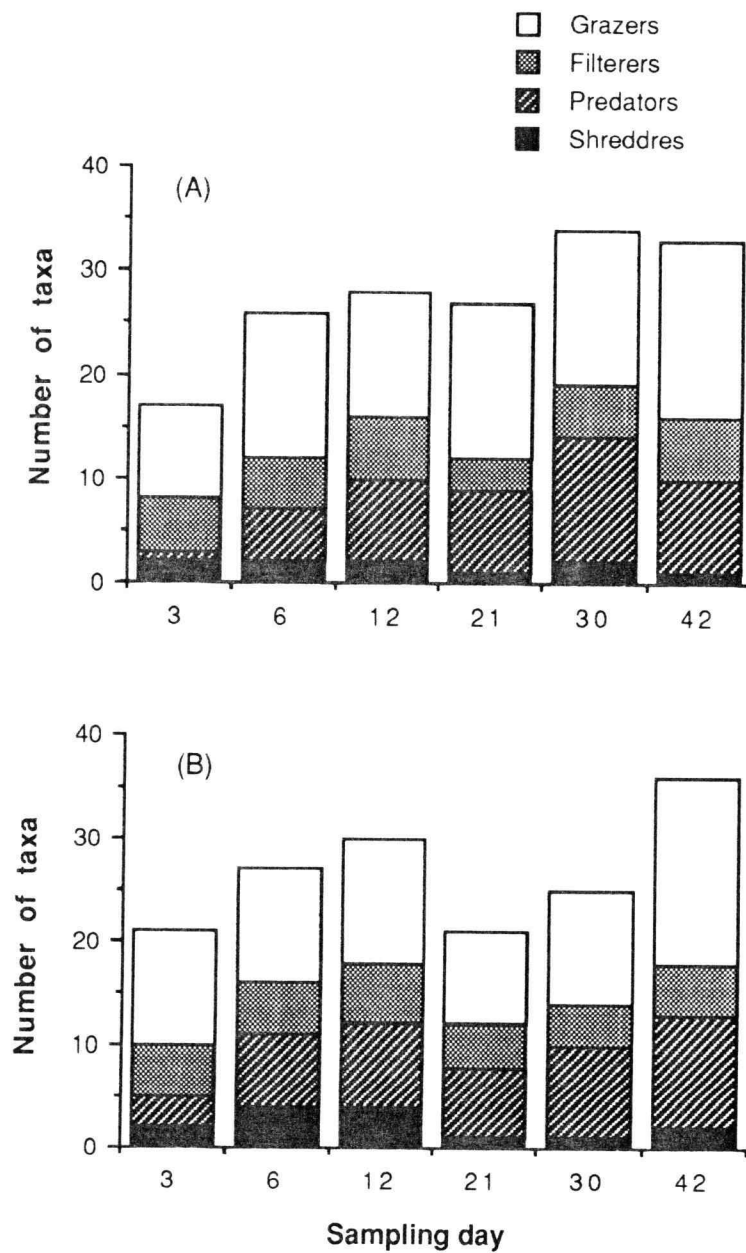 Grazers
Filterers
Predators
Shreddres
(A)
40
30
20
10
0
Number of taxa
3 6 12 21 30 42
(B)
40
30
20
10
0
Number of taxa
3 6 12 21 30 42
Sampling day